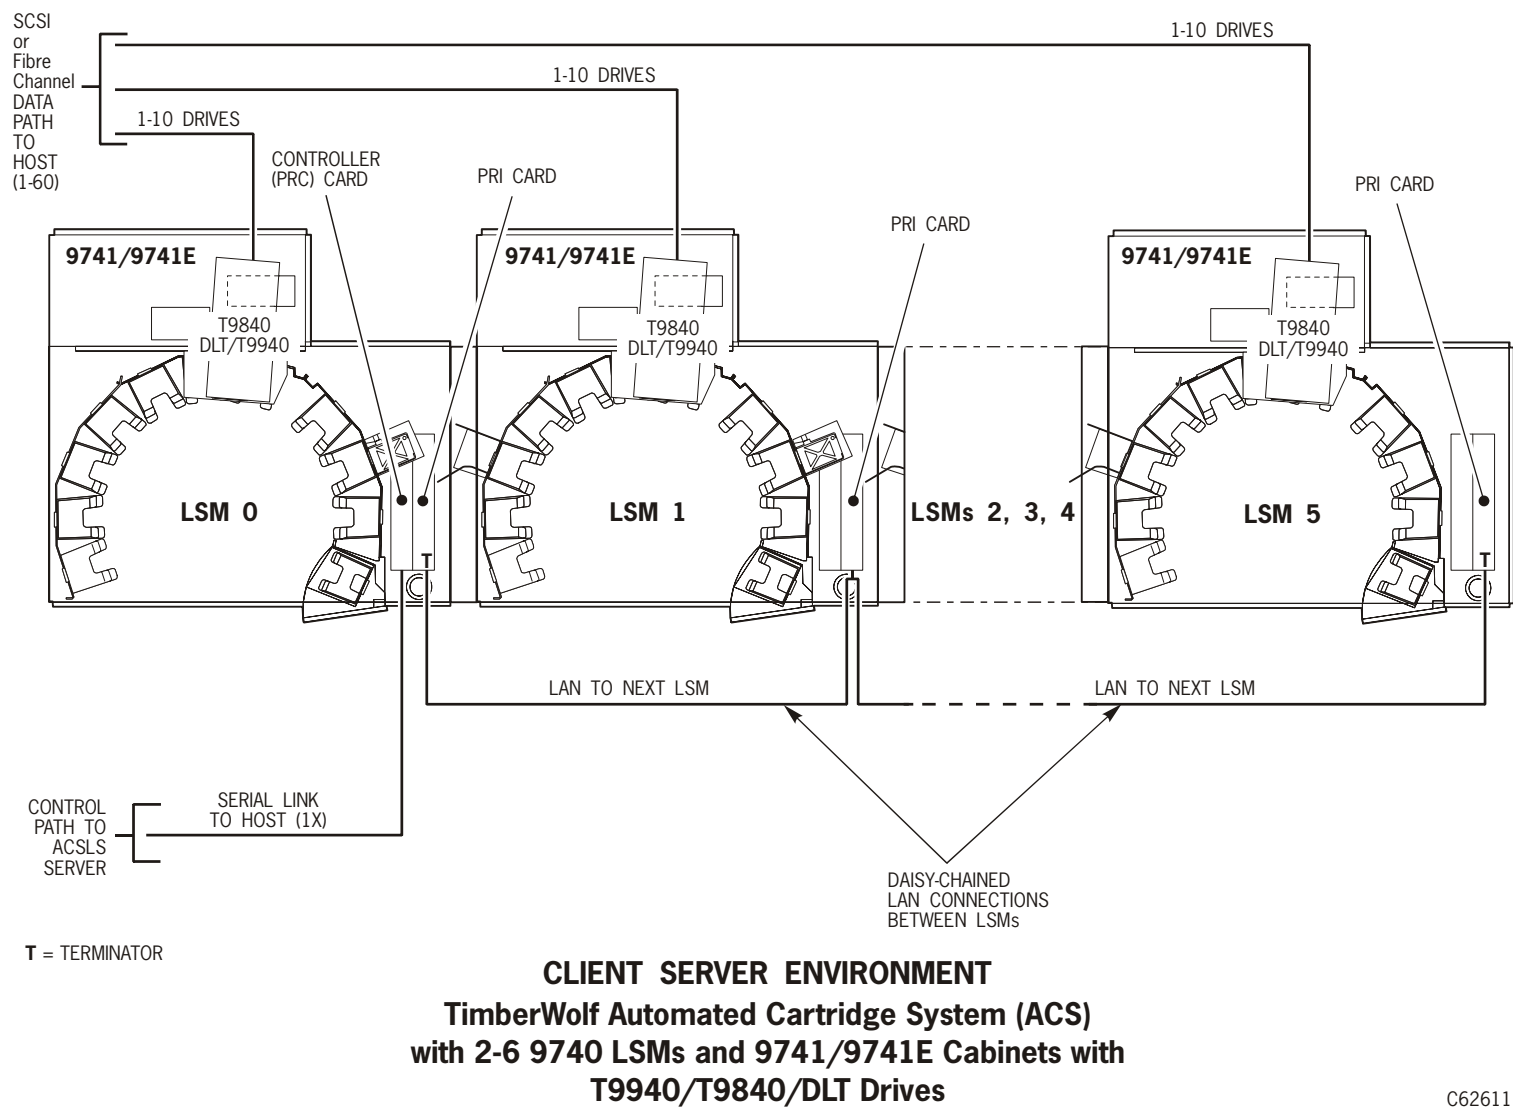 SCSI
or
Fibre
Channel
DATA
PATH
TO
HOST
(1-60)
1-10 DRIVES
1-10 DRIVES
1-10 DRIVES
CONTROLLER
(PRC) CARD
PRI CARD
PRI CARD
PRI CARD
9741/9741E
9741/9741E
9741/9741E
T9840
DLT/T9940
T9840
DLT/T9940
T9840
DLT/T9940
LSM 0
LSM 1
LSMs 2, 3, 4
LSM 5
T
T
LAN TO NEXT LSM
LAN TO NEXT LSM
CONTROL
PATH TO
ACSLS
SERVER
SERIAL LINK
TO HOST (1X)
DAISY-CHAINED
LAN CONNECTIONS
BETWEEN LSMs
T = TERMINATOR
CLIENT SERVER ENVIRONMENT
TimberWolf Automated Cartridge System (ACS)
with 2-6 9740 LSMs and 9741/9741E Cabinets with
T9940/T9840/DLT Drives
C62611